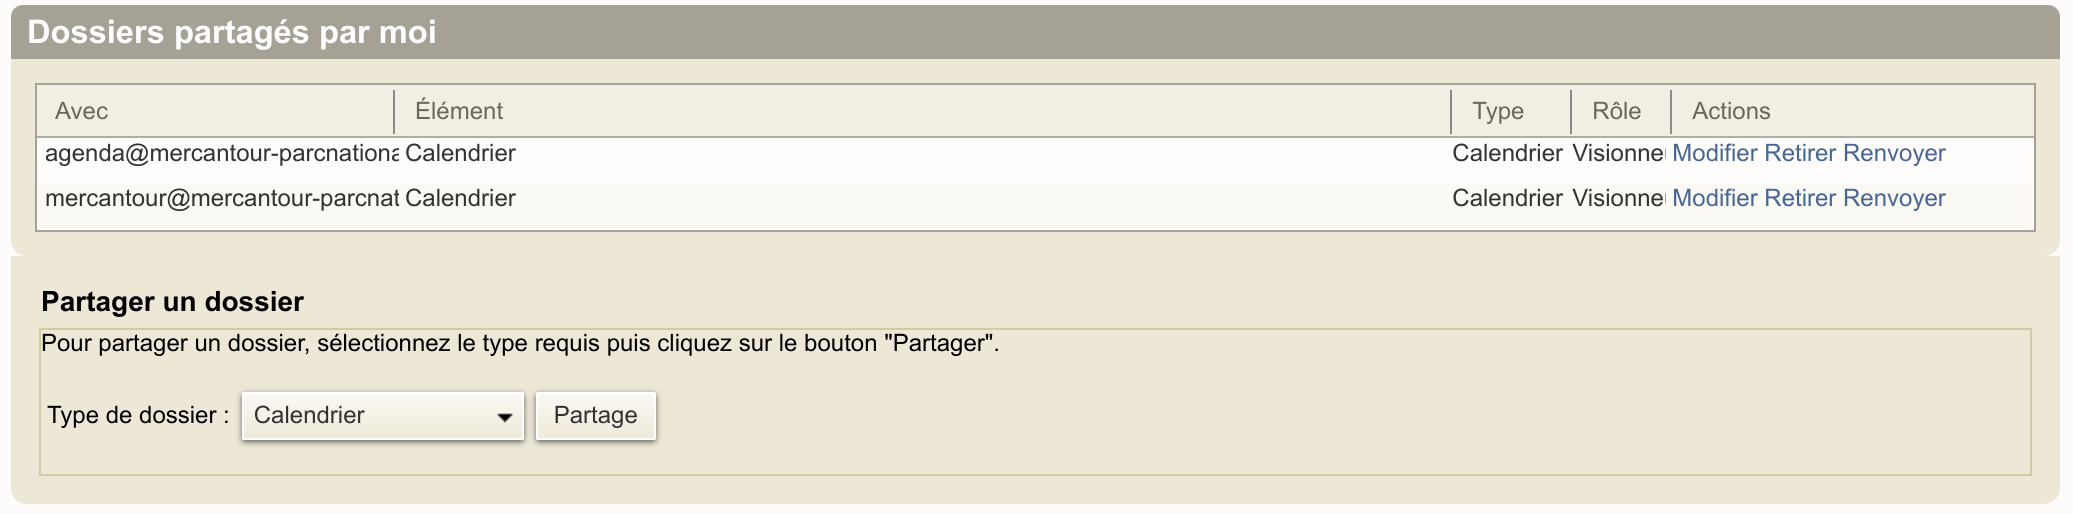 Dossiers partagés par moi
Avec Élément Type Rôle Actions
agenda@mercantour-parcnationa Calendrier Calendrier Visionne Modifier Retirer Renvoyer
mercantour@mercantour-parcnat Calendrier Calendrier Visionne Modifier Retirer Renvoyer
Partager un dossier
Pour partager un dossier, sélectionnez le type requis puis cliquez sur le bouton "Partager".
Type de dossier : Calendrier Partage